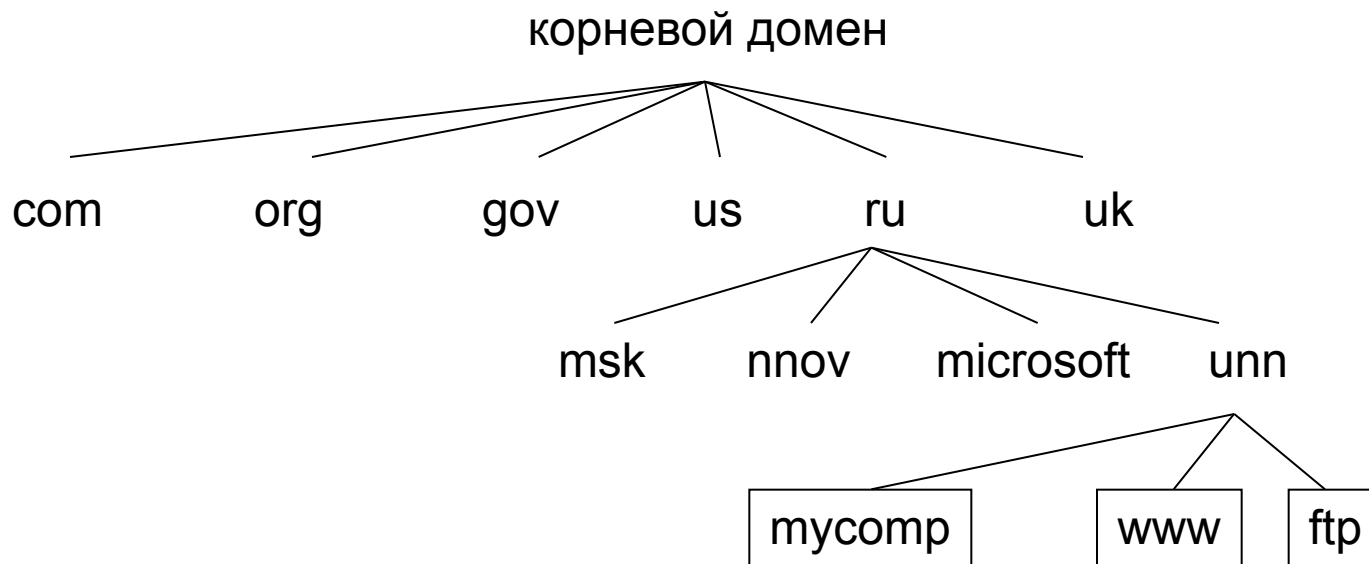 корневой домен
com org gov us ru uk
msk nnov microsoft unn
mycomp www ftp